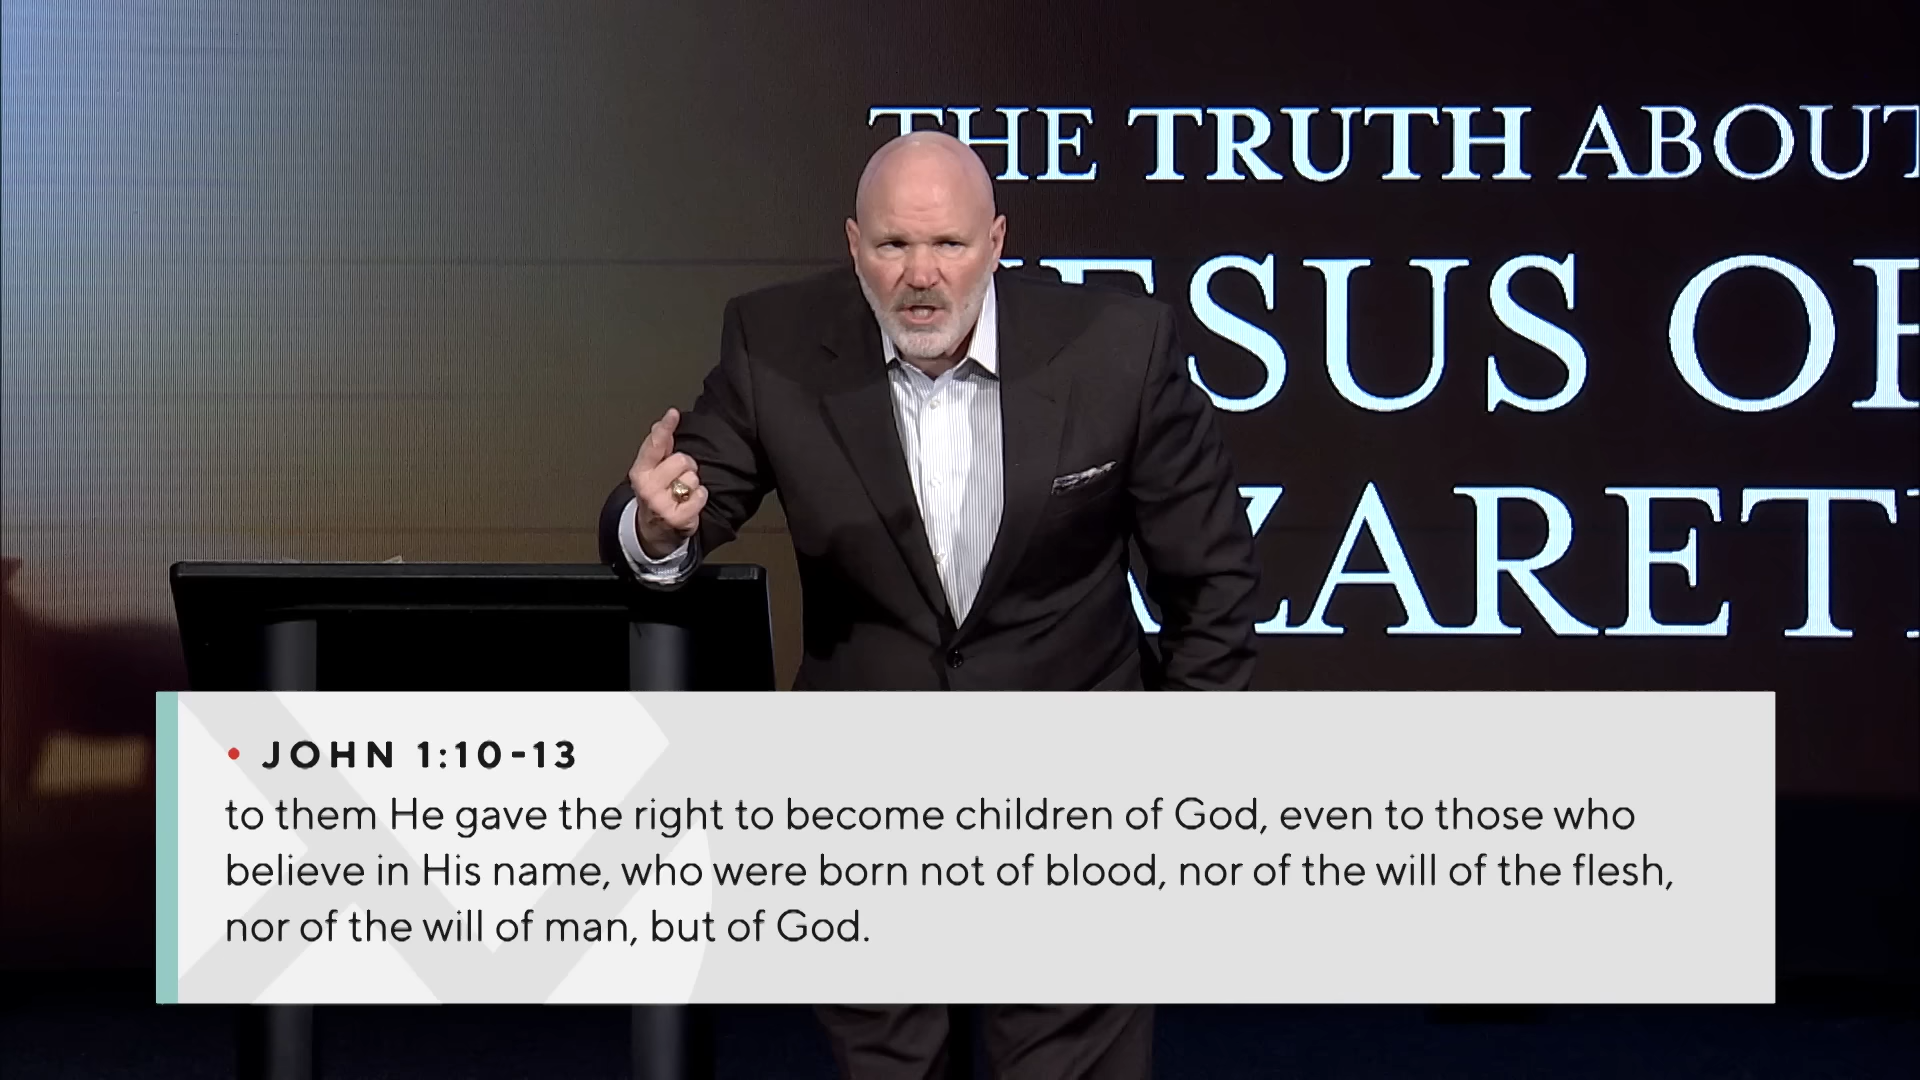 THE TRUTH ABOUT
JESUS OF
NAZARETH
• JOHN 1:10-13
to them He gave the right to become children of God, even to those who
believe in His name, who were born not of blood, nor of the will of the flesh,
nor of the will of man, but of God.